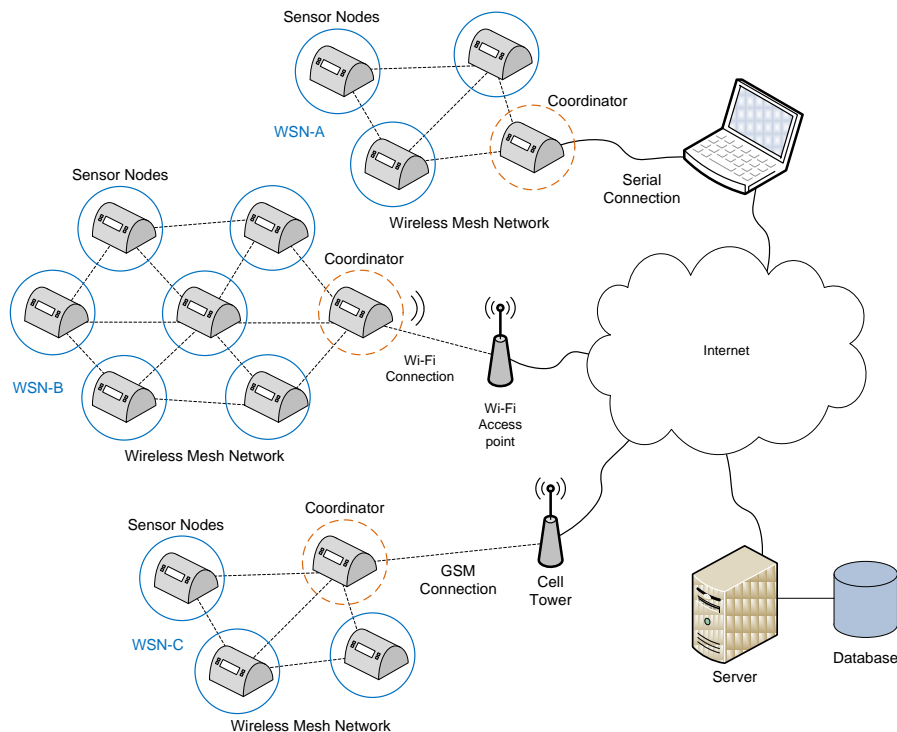 Sensor Nodes
WSN-A
Coordinator
Serial
Connection
Wireless Mesh Network
Sensor Nodes
Coordinator
WSN-B
Wi-Fi
Connection
Wi-Fi
Access
point
Internet
Wireless Mesh Network
Sensor Nodes
Coordinator
WSN-C
GSM
Connection
Cell
Tower
Wireless Mesh Network
Server
Database